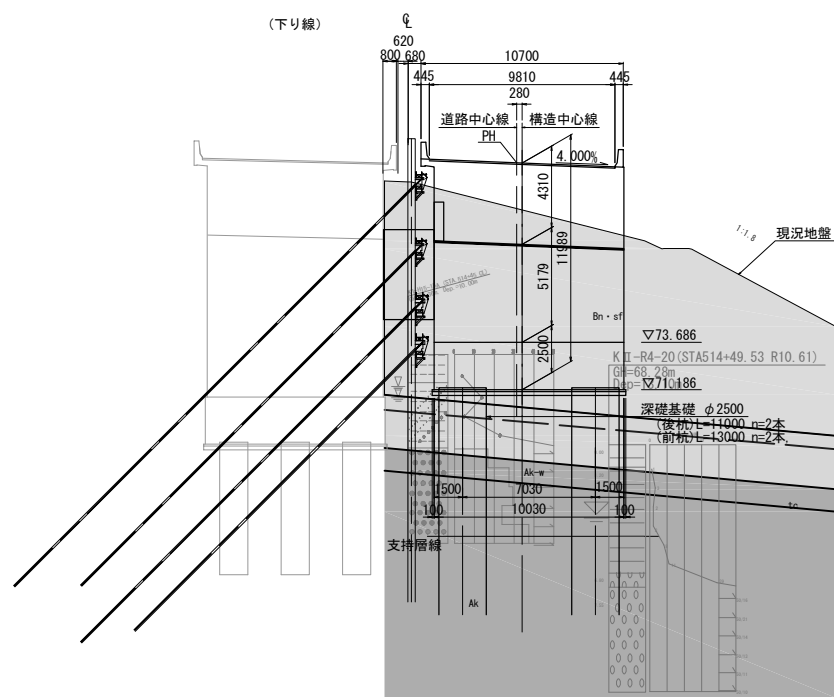 (下り線)
℄
620
800
680
10700
445
9810
445
280
道路中心線
構造中心線
PH
4.000%
4310
11989
1:1.8
現況地盤
5179
Bn・sf
2500
▽73.686
KⅡ-R4-20(STA514+49.53 R10.61)
GH=68.28m
▽71.186
深礎基礎 φ2500
(後杭)L=11000 n=2本
(前杭)L=13000 n=2本
Ak-w
1500
7030
1500
100
10030
100
tc
支持層線
Ak